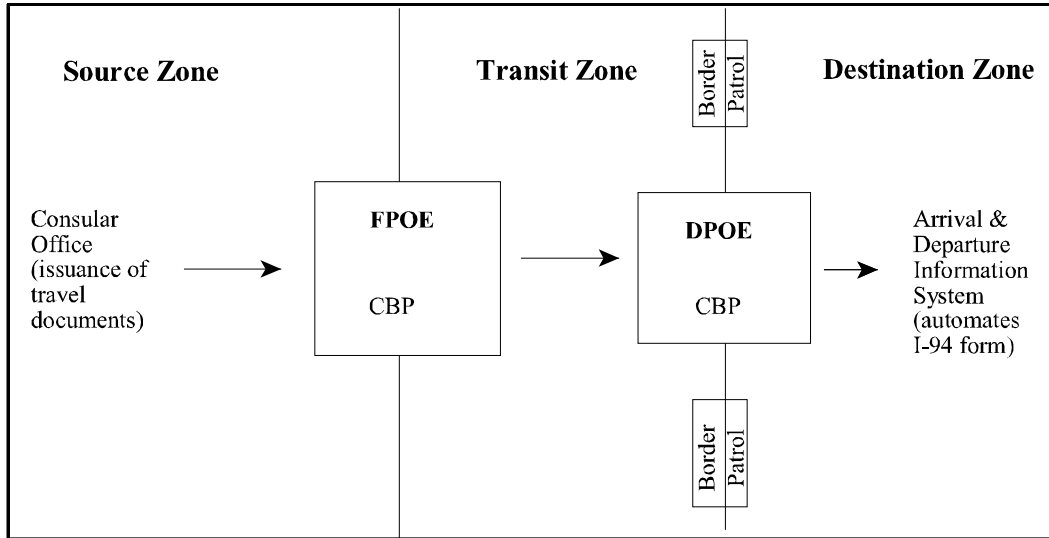 Source Zone
Transit Zone
Destination Zone
Border
Patrol
Consular
Office
(issuance of
travel
documents)
FPOE
CBP
DPOE
CBP
Arrival &
Departure
Information
System
(automates
I-94 form)
Border
Patrol